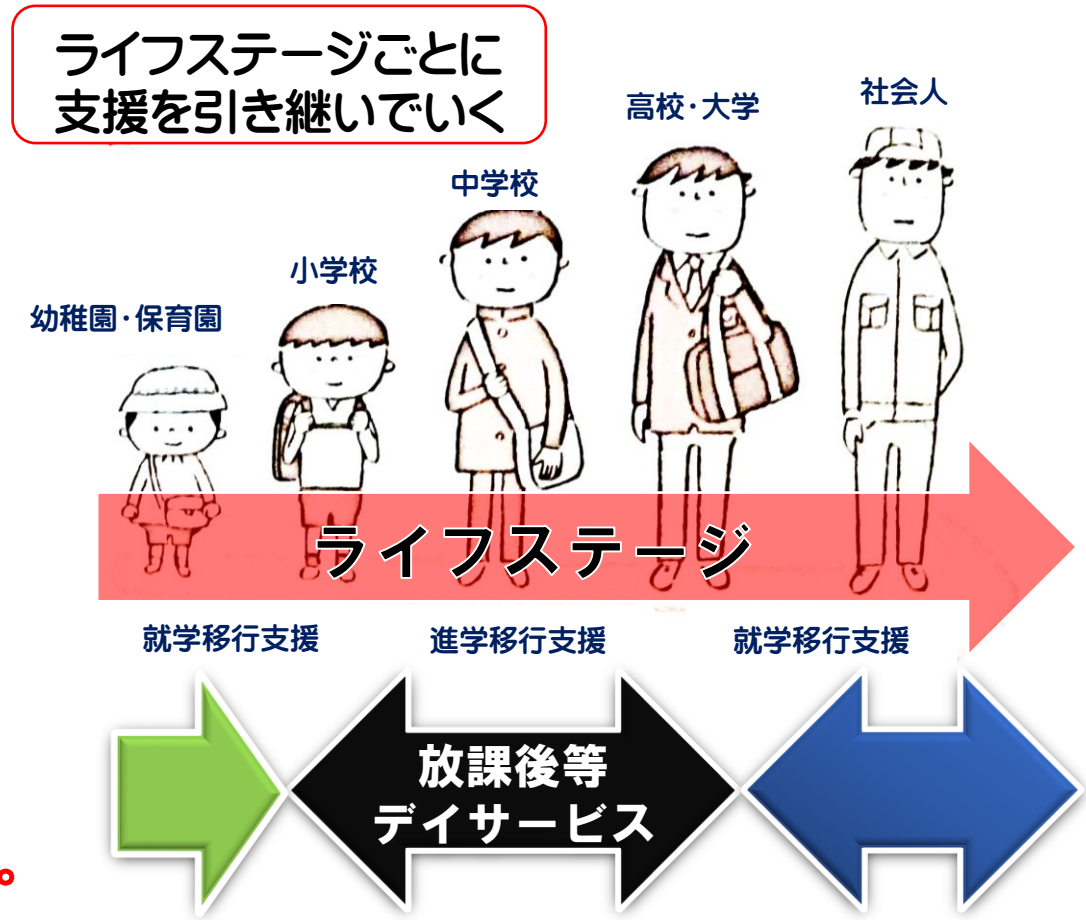 ライフステージごとに
支援を引き継いでいく
幼稚園・保育園
小学校
中学校
高校・大学
社会人
ライフステージ
就学移行支援
進学移行支援
就学移行支援
放課後等
デイサービス
。